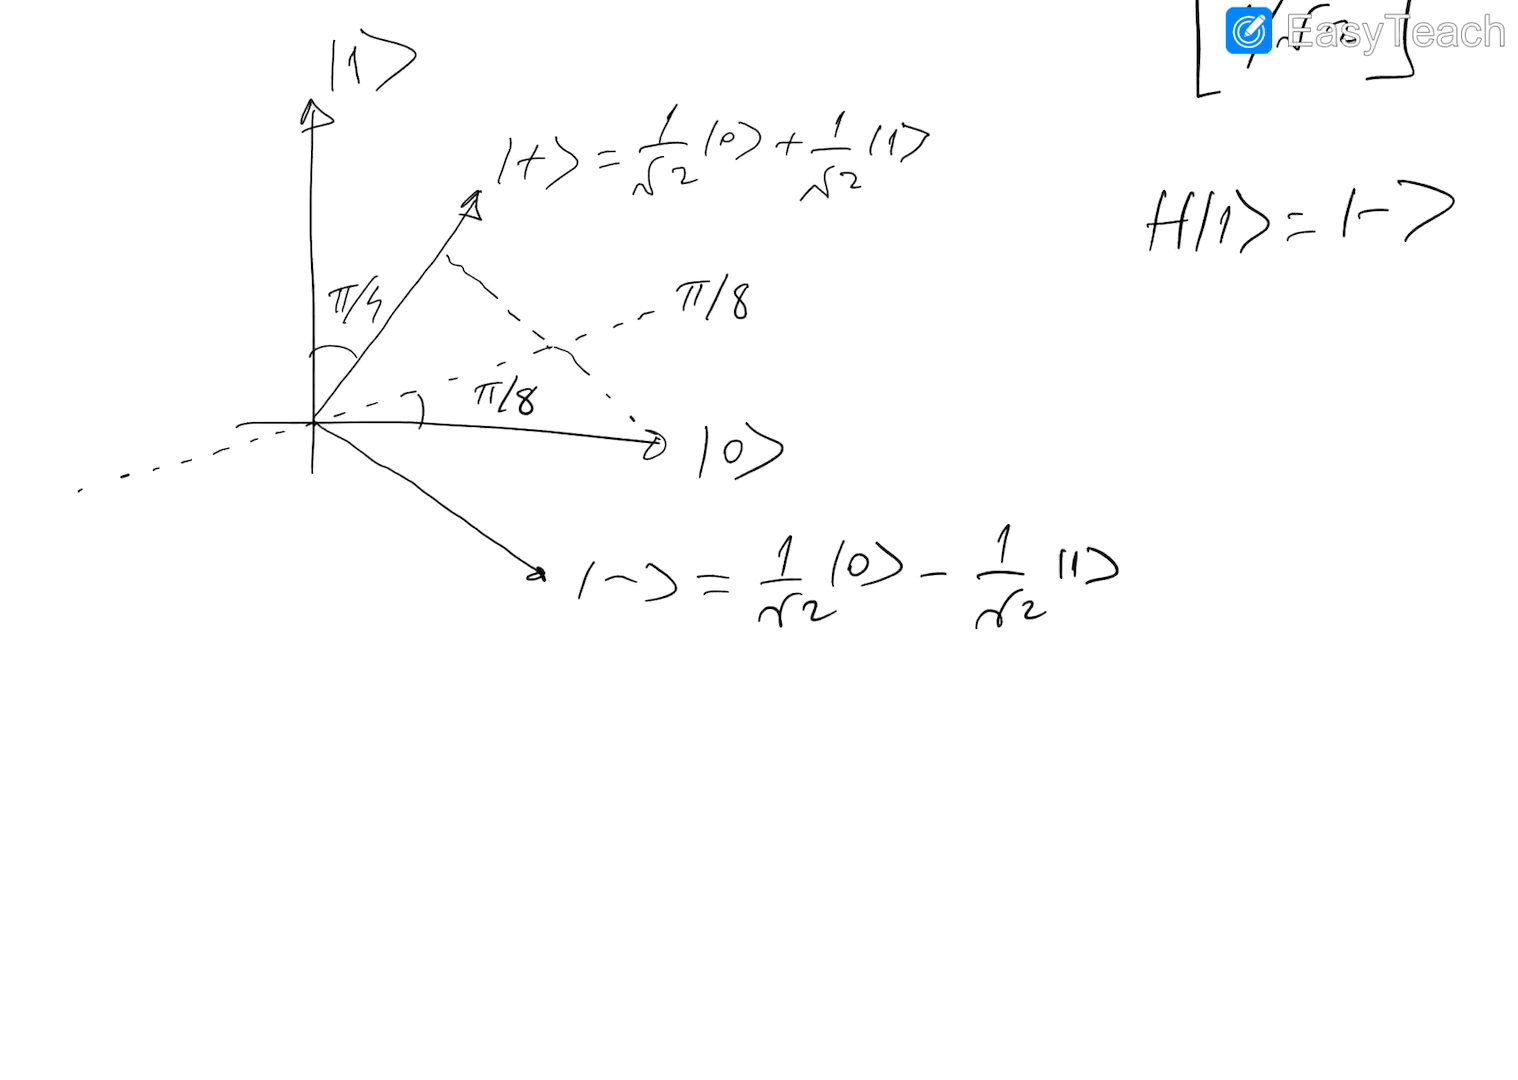 |1⟩
EasyTeach
|+⟩ = 1/√2 |0⟩ + 1/√2 |1⟩
H|1⟩ = |−⟩
π/4
π/8
π/8
|0⟩
|−⟩ = 1/√2 |0⟩ − 1/√2 |1⟩